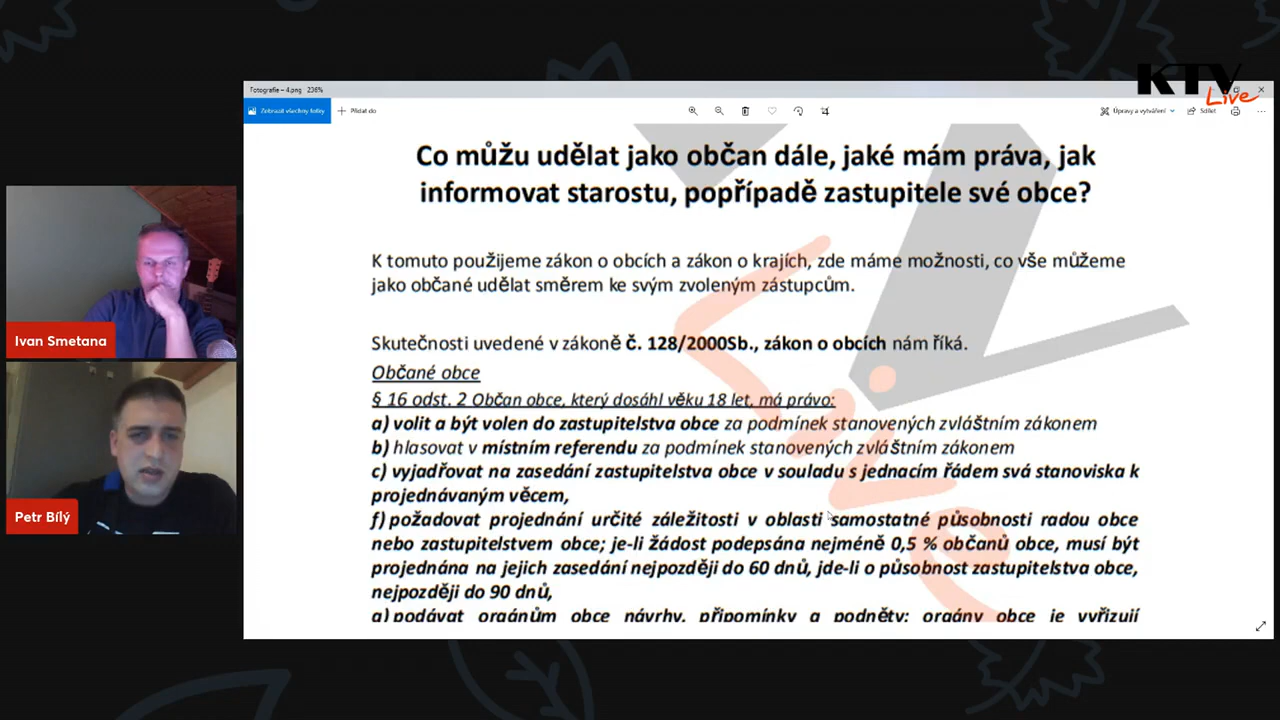 KTV
Live
Fotografie – 4.png 236%
Zobrazit všechny fotky
Přidat do
Úpravy a vytváření
Sdílet
Co můžu udělat jako občan dále, jaké mám práva, jak
informovat starostu, popřípadě zastupitele své obce?
K tomuto použijeme zákon o obcích a zákon o krajích, zde máme možnosti, co vše můžeme
jako občané udělat směrem ke svým zvoleným zástupcům.
Skutečnosti uvedené v zákoně č. 128/2000Sb., zákon o obcích nám říká.
Občané obce
§ 16 odst. 2 Občan obce, který dosáhl věku 18 let, má právo:
a) volit a být volen do zastupitelstva obce za podmínek stanovených zvláštním zákonem
b) hlasovat v místním referendu za podmínek stanovených zvláštním zákonem
c) vyjadřovat na zasedání zastupitelstva obce v souladu s jednacím řádem svá stanoviska k
projednávaným věcem,
f) požadovat projednání určité záležitosti v oblasti samostatné působnosti radou obce
nebo zastupitelstvem obce; je-li žádost podepsána nejméně 0,5 % občanů obce, musí být
projednána na jejich zasedání nejpozději do 60 dnů, jde-li o působnost zastupitelstva obce,
nejpozději do 90 dnů,
g) podávat orgánům obce návrhy, připomínky a podněty; orgány obce je vyřizují
Live
Ivan Smetana
Petr Bílý